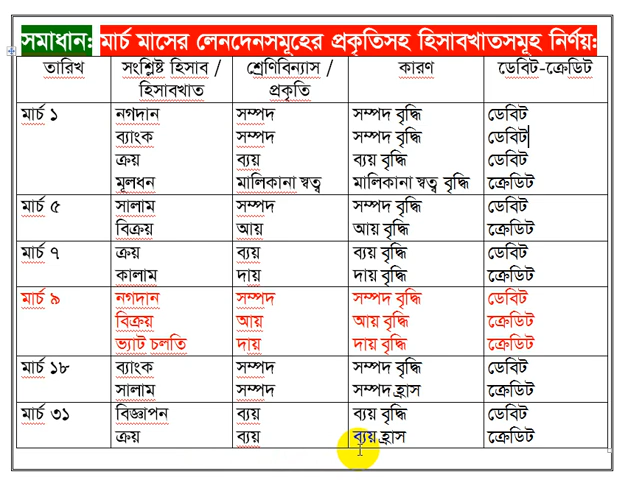 সমাধান: মার্চ মাসের লেনদেনসমূহের প্রকৃতিসহ হিসাবখাতসমূহ নির্ণয়:
তারিখ সংশ্লিষ্ট হিসাব / হিসাবখাত শ্রেণিবিন্যাস / প্রকৃতি কারণ ডেবিট-ক্রেডিট
মার্চ ১ নগদান সম্পদ সম্পদ বৃদ্ধি ডেবিট
ব্যাংক সম্পদ সম্পদ বৃদ্ধি ডেবিট
ক্রয় ব্যয় ব্যয় বৃদ্ধি ডেবিট
মূলধন মালিকানা স্বত্ব মালিকানা স্বত্ব বৃদ্ধি ক্রেডিট
মার্চ ৫ সালাম সম্পদ সম্পদ বৃদ্ধি ডেবিট
বিক্রয় আয় আয় বৃদ্ধি ক্রেডিট
মার্চ ৭ ক্রয় ব্যয় ব্যয় বৃদ্ধি ডেবিট
কালাম দায় দায় বৃদ্ধি ক্রেডিট
মার্চ ৯ নগদান সম্পদ সম্পদ বৃদ্ধি ডেবিট
বিক্রয় আয় আয় বৃদ্ধি ক্রেডিট
ভ্যাট চলতি দায় দায় বৃদ্ধি ক্রেডিট
মার্চ ১৮ ব্যাংক সম্পদ সম্পদ বৃদ্ধি ডেবিট
সালাম সম্পদ সম্পদ হ্রাস ক্রেডিট
মার্চ ৩১ বিজ্ঞাপন ব্যয় ব্যয় বৃদ্ধি ডেবিট
ক্রয় ব্যয় ব্যয় হ্রাস ক্রেডিট